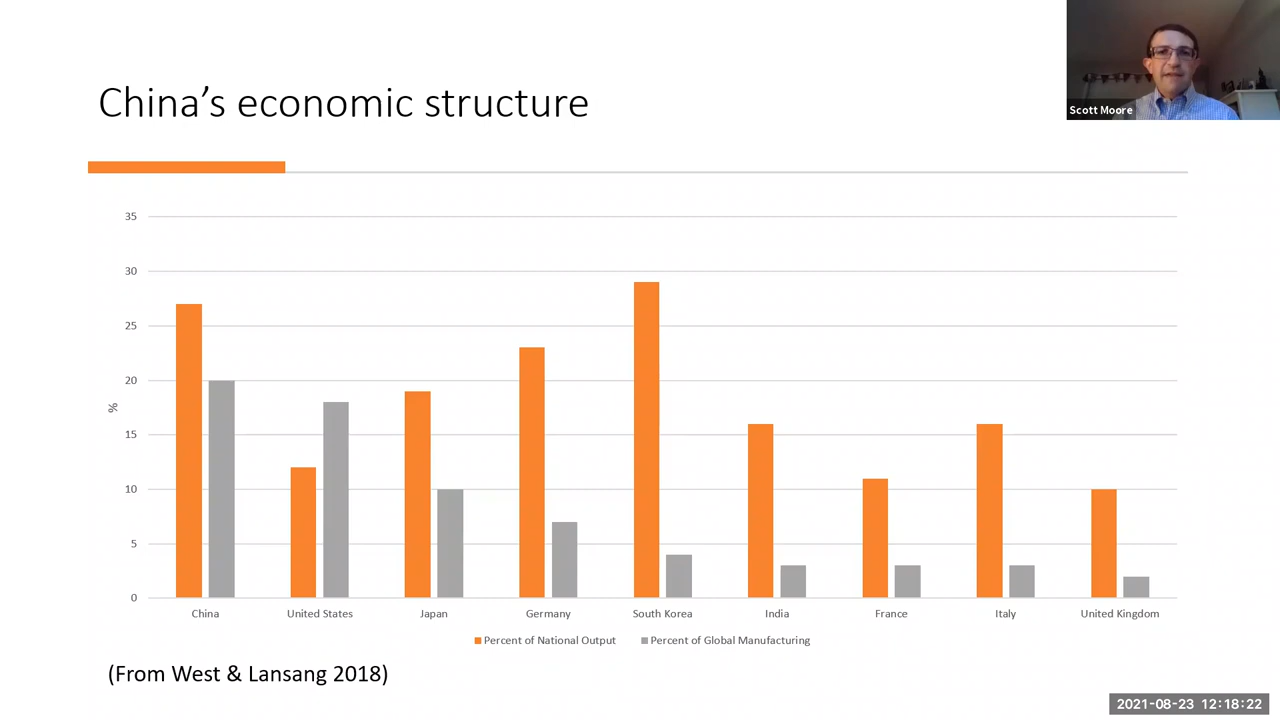 China's economic structure
Scott Moore
35
30
25
20
15
10
5
0
%
China United States Japan Germany South Korea India France Italy United Kingdom
Percent of National Output Percent of Global Manufacturing
(From West & Lansang 2018)
2021-08-23 12:18:22